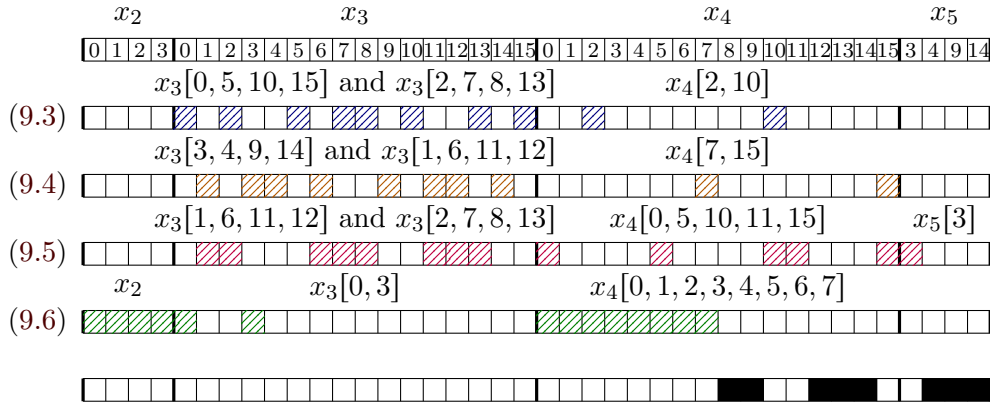 x₂ x₃ x₄ x₅
0 1 2 3 0 1 2 3 4 5 6 7 8 9 10 11 12 13 14 15 0 1 2 3 4 5 6 7 8 9 10 11 12 13 14 15 3 4 9 14
x₃[0, 5, 10, 15] and x₃[2, 7, 8, 13] x₄[2, 10]
(9.3)
x₃[3, 4, 9, 14] and x₃[1, 6, 11, 12] x₄[7, 15]
(9.4)
x₃[1, 6, 11, 12] and x₃[2, 7, 8, 13] x₄[0, 5, 10, 11, 15] x₅[3]
(9.5)
x₂ x₃[0, 3] x₄[0, 1, 2, 3, 4, 5, 6, 7]
(9.6)